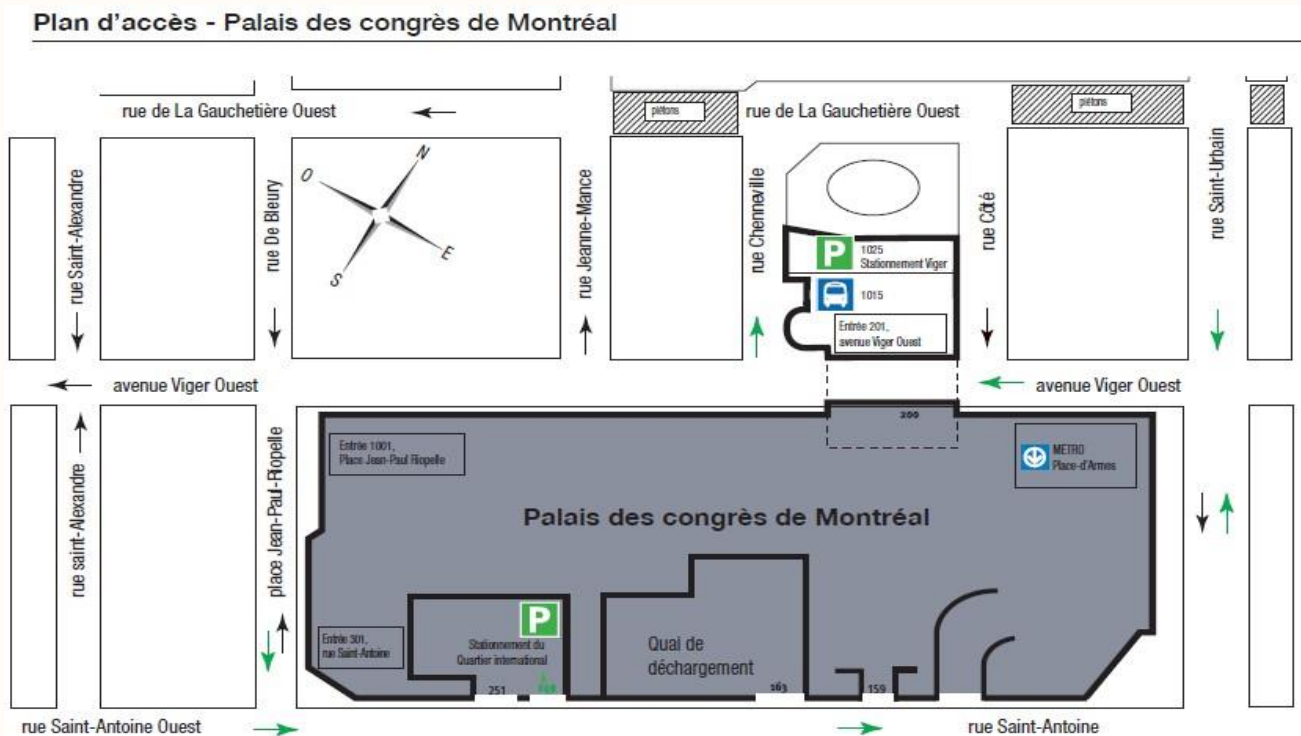 Plan d'accès - Palais des congrès de Montréal
rue de La Gauchetière Ouest
piétons
rue de La Gauchetière Ouest
piétons
rue Saint-Alexandre
rue De Bleury
N
O
E
S
rue Jeanne-Mance
rue Chenneville
rue Côté
rue Saint-Urbain
P
1025
Stationnement Viger
1015
Entrée 201,
avenue Viger Ouest
avenue Viger Ouest
avenue Viger Ouest
200
Entrée 1001,
Place Jean-Paul Riopelle
METRO
Place-d'Armes
rue saint-Alexandre
place Jean-Paul-Riopelle
Palais des congrès de Montréal
P
Entrée 301,
rue Saint-Antoine
Stationnement du
Quartier international
Quai de
déchargement
251
163
159
rue Saint-Antoine Ouest
rue Saint-Antoine